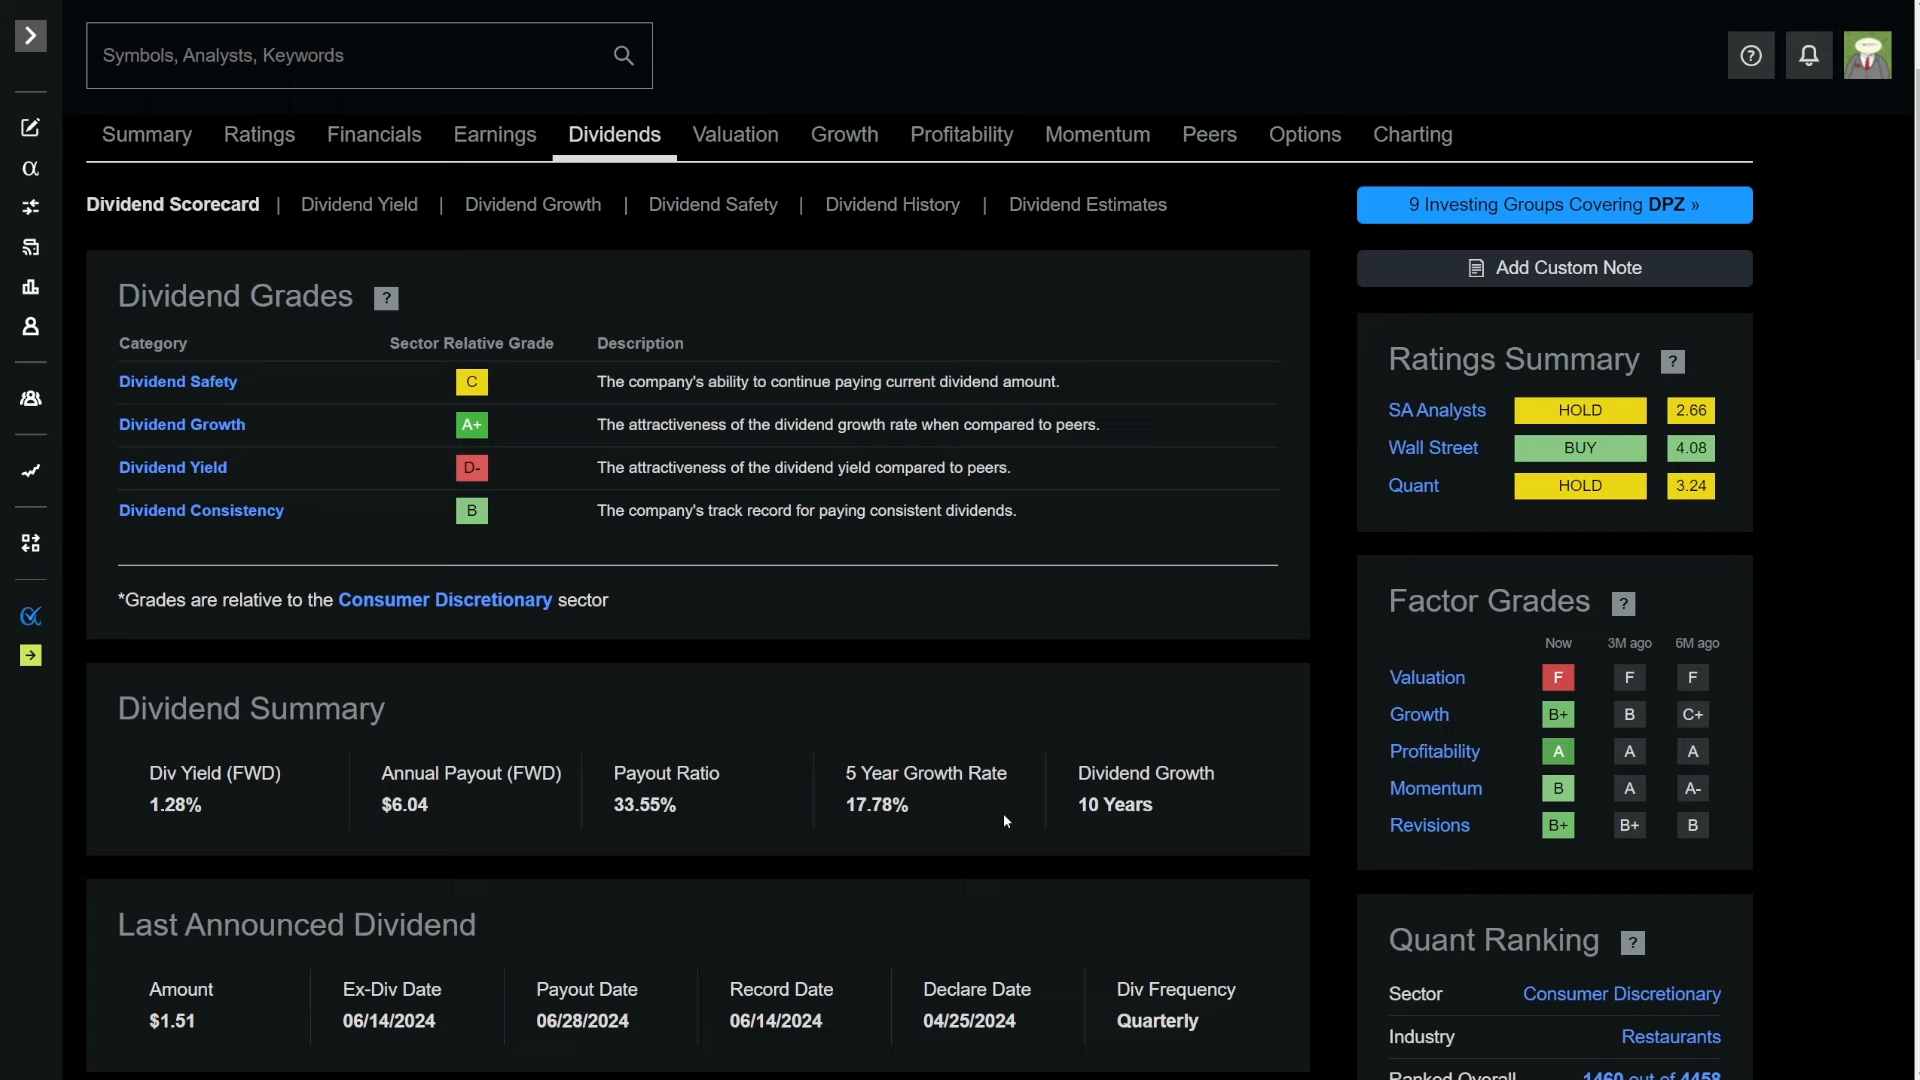 Symbols, Analysts, Keywords
Summary Ratings Financials Earnings Dividends Valuation Growth Profitability Momentum Peers Options Charting
Dividend Scorecard | Dividend Yield | Dividend Growth | Dividend Safety | Dividend History | Dividend Estimates
9 Investing Groups Covering DPZ »
Add Custom Note
Dividend Grades ?
Category Sector Relative Grade Description
Dividend Safety C The company's ability to continue paying current dividend amount.
Dividend Growth A+ The attractiveness of the dividend growth rate when compared to peers.
Dividend Yield D- The attractiveness of the dividend yield compared to peers.
Dividend Consistency B The company's track record for paying consistent dividends.
*Grades are relative to the Consumer Discretionary sector
Dividend Summary
Div Yield (FWD) Annual Payout (FWD) Payout Ratio 5 Year Growth Rate Dividend Growth
1.28% $6.04 33.55% 17.78% 10 Years
Last Announced Dividend
Amount Ex-Div Date Payout Date Record Date Declare Date Div Frequency
$1.51 06/14/2024 06/28/2024 06/14/2024 04/25/2024 Quarterly
Ratings Summary ?
SA Analysts HOLD 2.66
Wall Street BUY 4.08
Quant HOLD 3.24
Factor Grades ?
Now 3M ago 6M ago
Valuation F F F
Growth B+ B C+
Profitability A A A
Momentum B A A-
Revisions B+ B+ B
Quant Ranking ?
Sector Consumer Discretionary
Industry Restaurants
Ranked Overall 1460 out of 4458